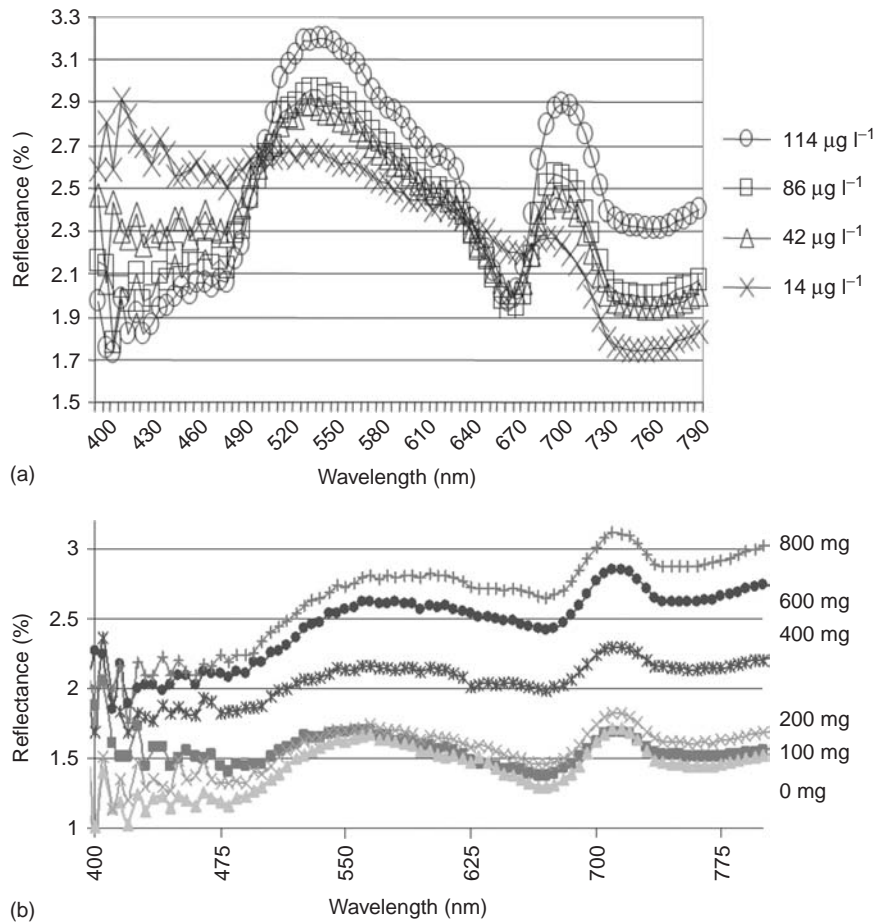 3.3
3.1
2.9
2.7
2.5
2.3
2.1
1.9
1.7
1.5
Reflectance (% )
400
430
460
490
520
550
580
610
640
670
700
730
760
790
Wavelength (nm)
114 μg l⁻¹
86 μg l⁻¹
42 μg l⁻¹
14 μg l⁻¹
(a)
3
2.5
2
1.5
1
Reflectance (%)
400
475
550
625
700
775
Wavelength (nm)
800 mg
600 mg
400 mg
200 mg
100 mg
0 mg
(b)